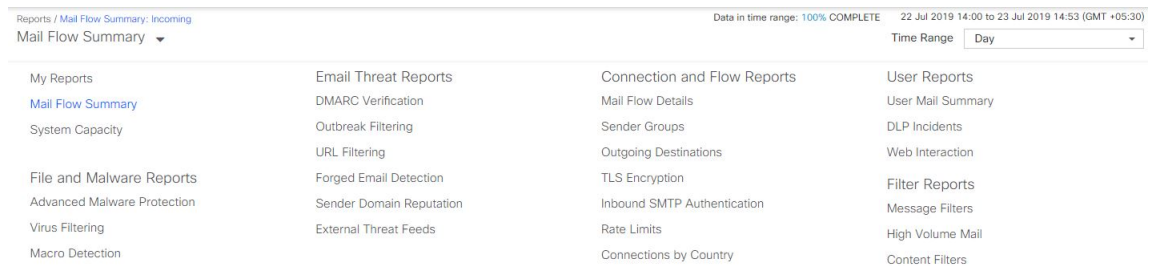 Reports / Mail Flow Summary: Incoming
Data in time range: 100% COMPLETE
22 Jul 2019 14:00 to 23 Jul 2019 14:53 (GMT +05:30)
Mail Flow Summary
Time Range
Day
My Reports
Mail Flow Summary
System Capacity
File and Malware Reports
Advanced Malware Protection
Virus Filtering
Macro Detection
Email Threat Reports
DMARC Verification
Outbreak Filtering
URL Filtering
Forged Email Detection
Sender Domain Reputation
External Threat Feeds
Connection and Flow Reports
Mail Flow Details
Sender Groups
Outgoing Destinations
TLS Encryption
Inbound SMTP Authentication
Rate Limits
Connections by Country
User Reports
User Mail Summary
DLP Incidents
Web Interaction
Filter Reports
Message Filters
High Volume Mail
Content Filters